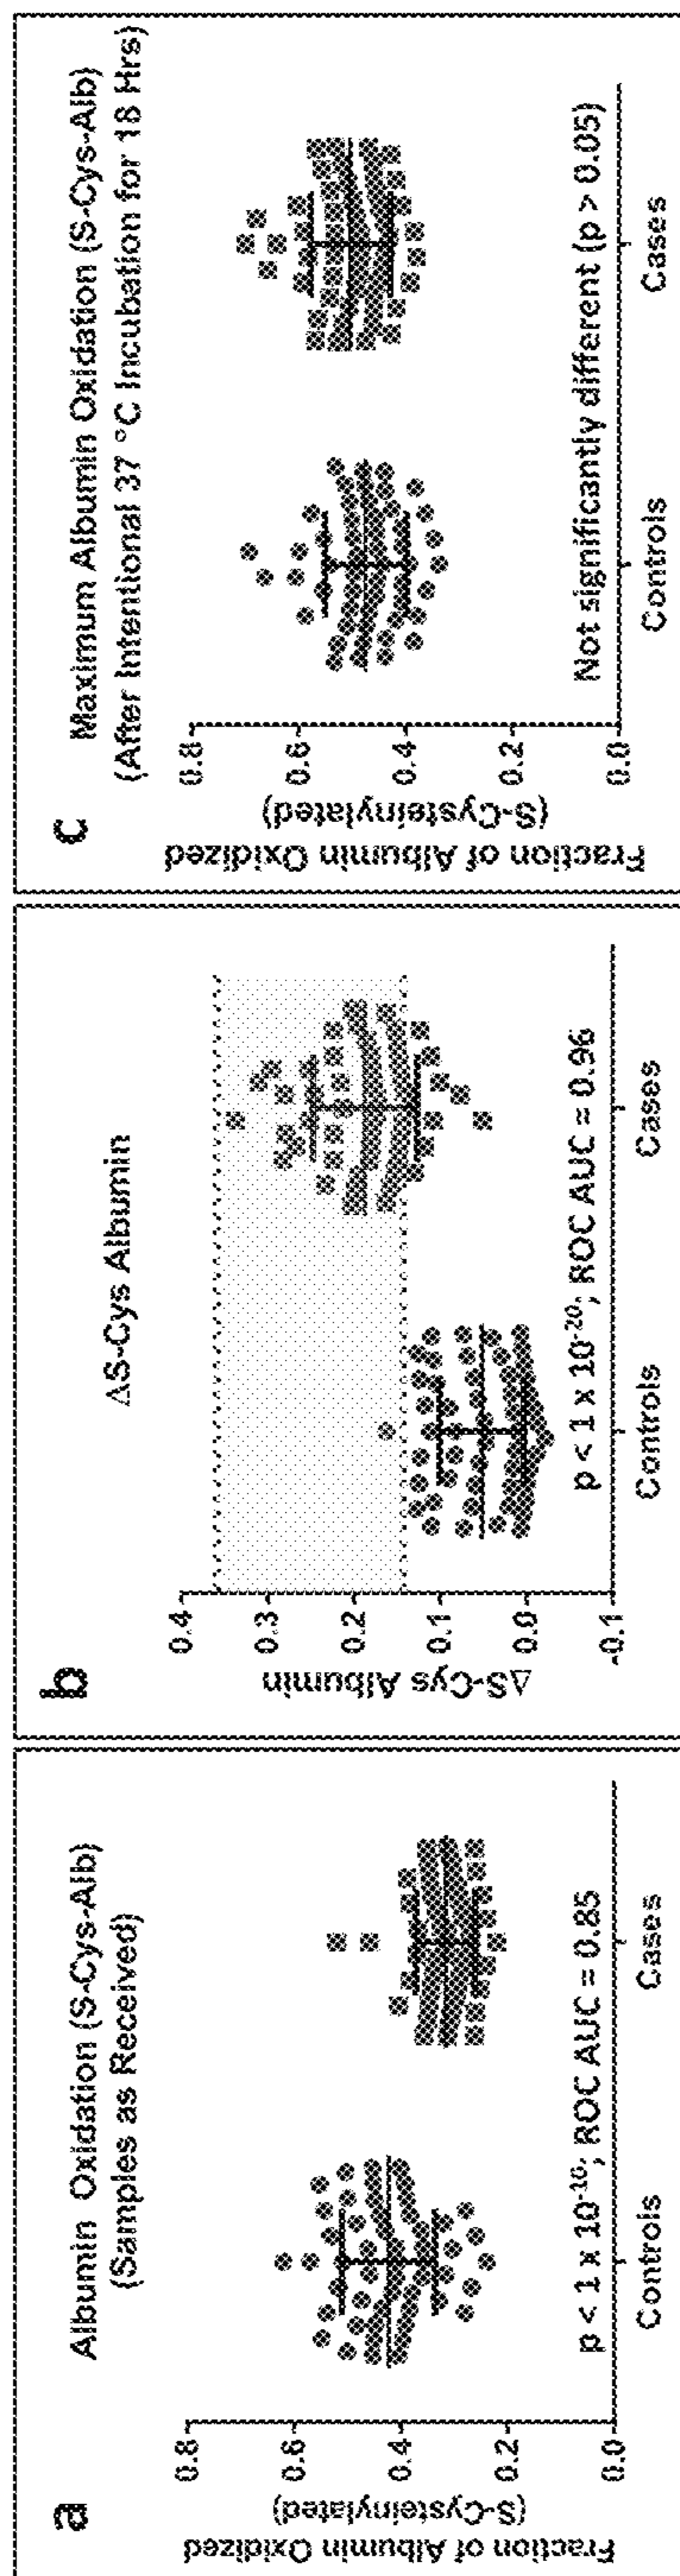 a
Albumin Oxidation (S-Cys-Alb)
(Samples as Received)
Fraction of Albumin Oxidized
(S-Cysteinylated)
0.8
0.6
0.4
0.2
0.0
p < 1 x 10⁻¹⁰; ROC AUC = 0.85
Controls
Cases
b
ΔS-Cys Albumin
ΔS-Cys Albumin
0.4
0.3
0.2
0.1
0.0
-0.1
p < 1 x 10⁻²⁰; ROC AUC = 0.96
Controls
Cases
c
Maximum Albumin Oxidation (S-Cys-Alb)
(After Intentional 37 °C Incubation for 18 Hrs)
Fraction of Albumin Oxidized
(S-Cysteinylated)
0.8
0.6
0.4
0.2
0.0
Not significantly different (p > 0.05)
Controls
Cases